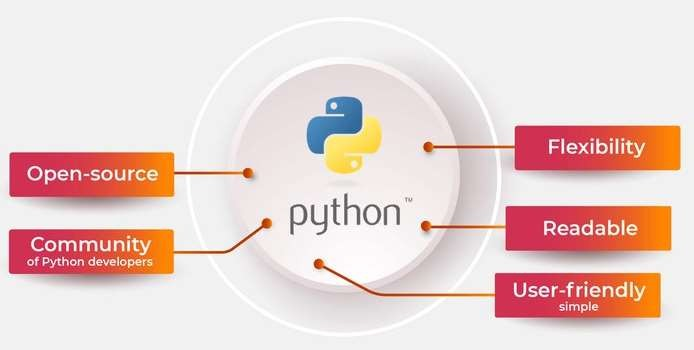 Open-source
Community
of Python developers
python™
Flexibility
Readable
User-friendly
simple